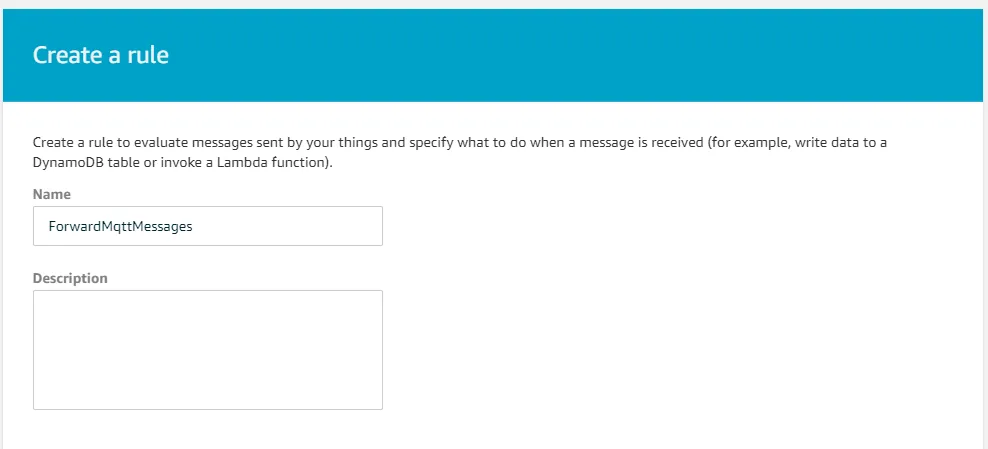 Create a rule
Create a rule to evaluate messages sent by your things and specify what to do when a message is received (for example, write data to a
DynamoDB table or invoke a Lambda function).
Name
ForwardMqttMessages
Description